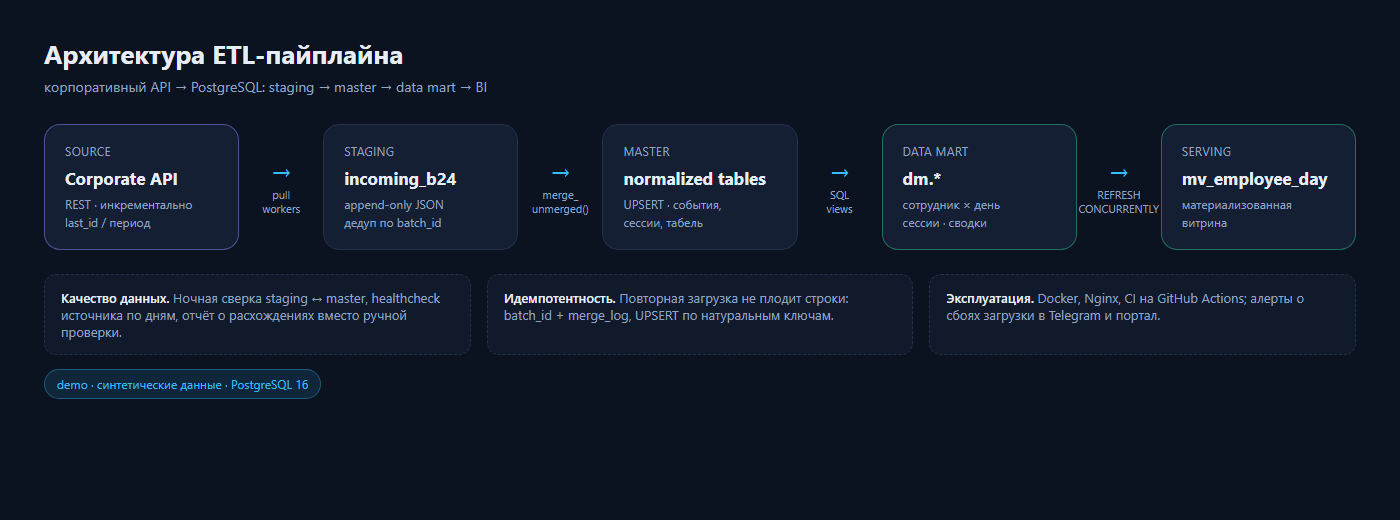 Архитектура ETL-пайплайна
корпоративный API → PostgreSQL: staging → master → data mart → BI
SOURCE
Corporate API
REST · инкрементально
last_id / период
→
pull
workers
STAGING
incoming_b24
append-only JSON
дедуп по batch_id
→
merge_
unmerged()
MASTER
normalized tables
UPSERT · события,
сессии, табель
→
SQL
views
DATA MART
dm.*
сотрудник × день
сессии · сводки
→
REFRESH
CONCURRENTLY
SERVING
mv_employee_day
материализованная
витрина
Качество данных. Ночная сверка staging ↔ master, healthcheck
источника по дням, отчёт о расхождениях вместо ручной
проверки.
Идемпотентность. Повторная загрузка не плодит строки:
batch_id + merge_log, UPSERT по натуральным ключам.
Эксплуатация. Docker, Nginx, CI на GitHub Actions; алерты о
сбоях загрузки в Telegram и портал.
demo · синтетические данные · PostgreSQL 16